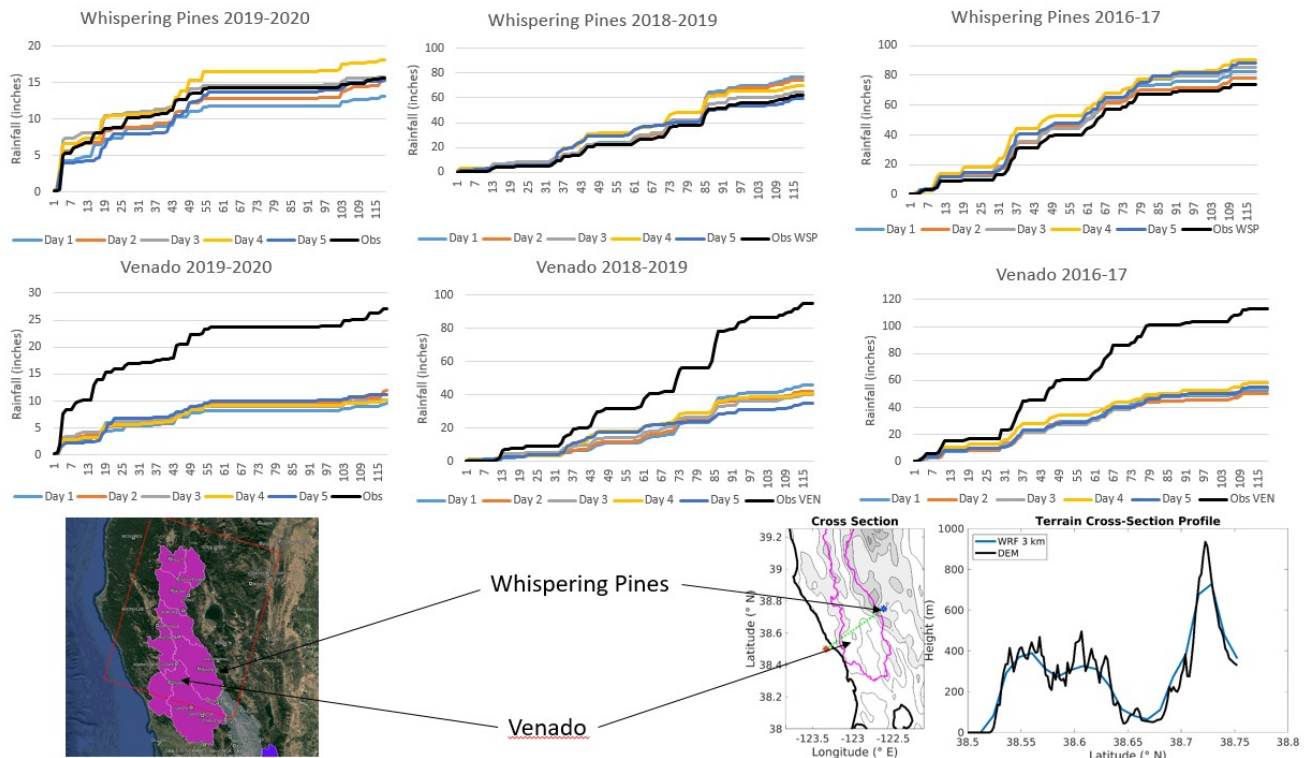 Whispering Pines 2019-2020
Rainfall (inches)
20
15
10
5
0
1 7 13 19 25 31 37 43 49 55 61 67 73 79 85 91 97 103 109 115
Day 1 Day 2 Day 3 Day 4 Day 5 Obs
Whispering Pines 2018-2019
Rainfall (inches)
100
80
60
40
20
0
1 7 13 19 25 31 37 43 49 55 61 67 73 79 85 91 97 103 109 115
Day 1 Day 2 Day 3 Day 4 Day 5 Obs WSP
Whispering Pines 2016-17
Rainfall (inches)
100
80
60
40
20
0
1 7 13 19 25 31 37 43 49 55 61 67 73 79 85 91 97 103 109 115
Day 1 Day 2 Day 3 Day 4 Day 5 Obs WSP
Venado 2019-2020
Rainfall (inches)
30
25
20
15
10
5
0
1 7 13 19 25 31 37 43 49 55 61 67 73 79 85 91 97 103 109 115
Day 1 Day 2 Day 3 Day 4 Day 5 Obs
Venado 2018-2019
Rainfall (inches)
100
80
60
40
20
0
1 7 13 19 25 31 37 43 49 55 61 67 73 79 85 91 97 103 109 115
Day 1 Day 2 Day 3 Day 4 Day 5 Obs VEN
Venado 2016-17
Rainfall (inches)
120
100
80
60
40
20
0
1 7 13 19 25 31 37 43 49 55 61 67 73 79 85 91 97 103 109 115
Day 1 Day 2 Day 3 Day 4 Day 5 Obs VEN
Whispering Pines
Venado
Cross Section
Latitude (° N)
39.2
39
38.8
38.6
38.4
38.2
38
-123.5 -123 -122.5
Longitude (° E)
Terrain Cross-Section Profile
WRF 3 km
DEM
Height (m)
1000
800
600
400
200
0
38.5 38.55 38.6 38.65 38.7 38.75 38.8
Latitude (° N)